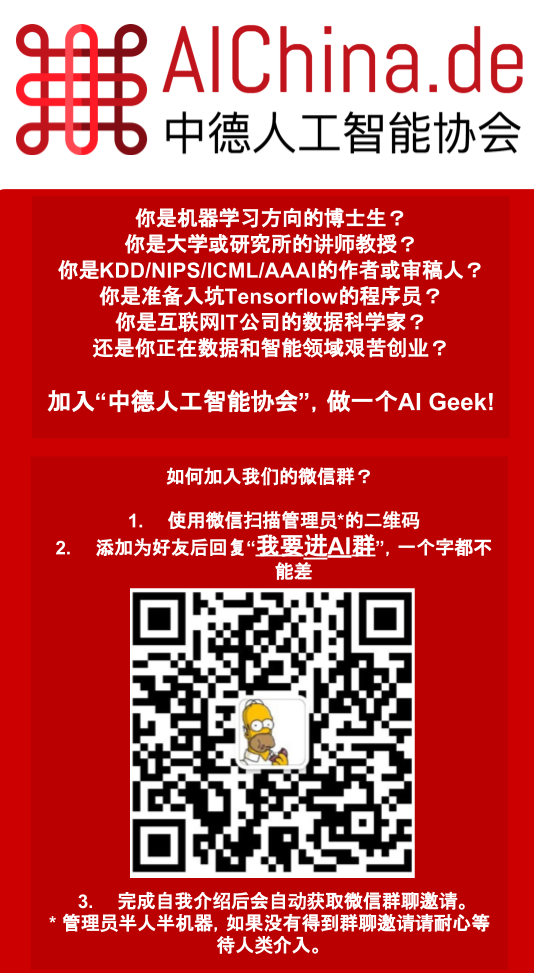 AIChina.de
中德人工智能协会
你是机器学习方向的博士生？
你是大学或研究所的讲师教授？
你是KDD/NIPS/ICML/AAAI的作者或审稿人？
你是准备入坑Tensorflow的程序员？
你是互联网IT公司的数据科学家？
还是你正在数据和智能领域艰苦创业？
加入“中德人工智能协会”，做一个AI Geek!
如何加入我们的微信群？
1. 使用微信扫描管理员*的二维码
2. 添加为好友后回复“我要进AI群”，一个字都不
能差
3. 完成自我介绍后会自动获取微信群聊邀请。
* 管理员半人半机器，如果没有得到群聊邀请请耐心等
待人类介入。